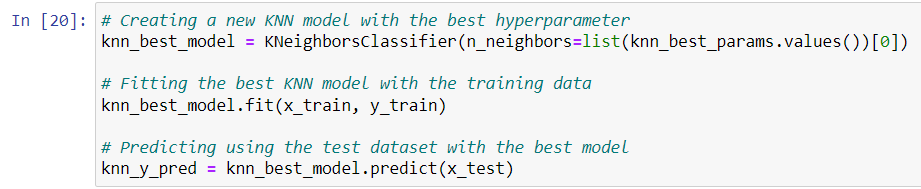 In [20]: # Creating a new KNN model with the best hyperparameter
knn_best_model = KNeighborsClassifier(n_neighbors=list(knn_best_params.values())[0])
# Fitting the best KNN model with the training data
knn_best_model.fit(x_train, y_train)
# Predicting using the test dataset with the best model
knn_y_pred = knn_best_model.predict(x_test)